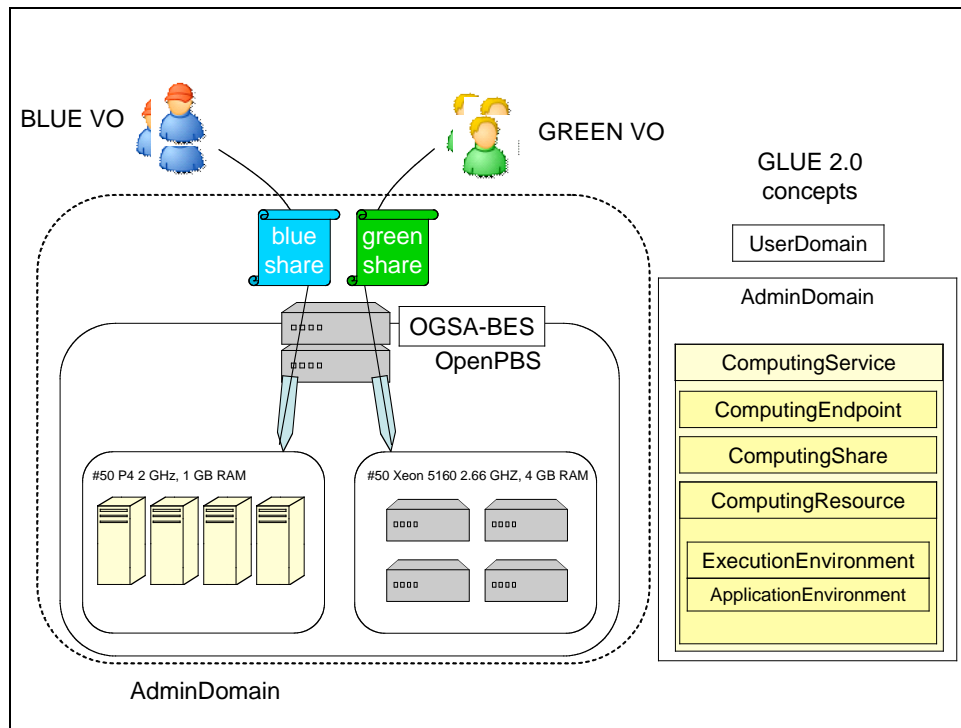 BLUE VO
GREEN VO
GLUE 2.0
concepts
blue
share
green
share
UserDomain
AdminDomain
OGSA-BES
OpenPBS
ComputingService
ComputingEndpoint
ComputingShare
#50 P4 2 GHz, 1 GB RAM
#50 Xeon 5160 2.66 GHZ, 4 GB RAM
ComputingResource
ExecutionEnvironment
ApplicationEnvironment
AdminDomain